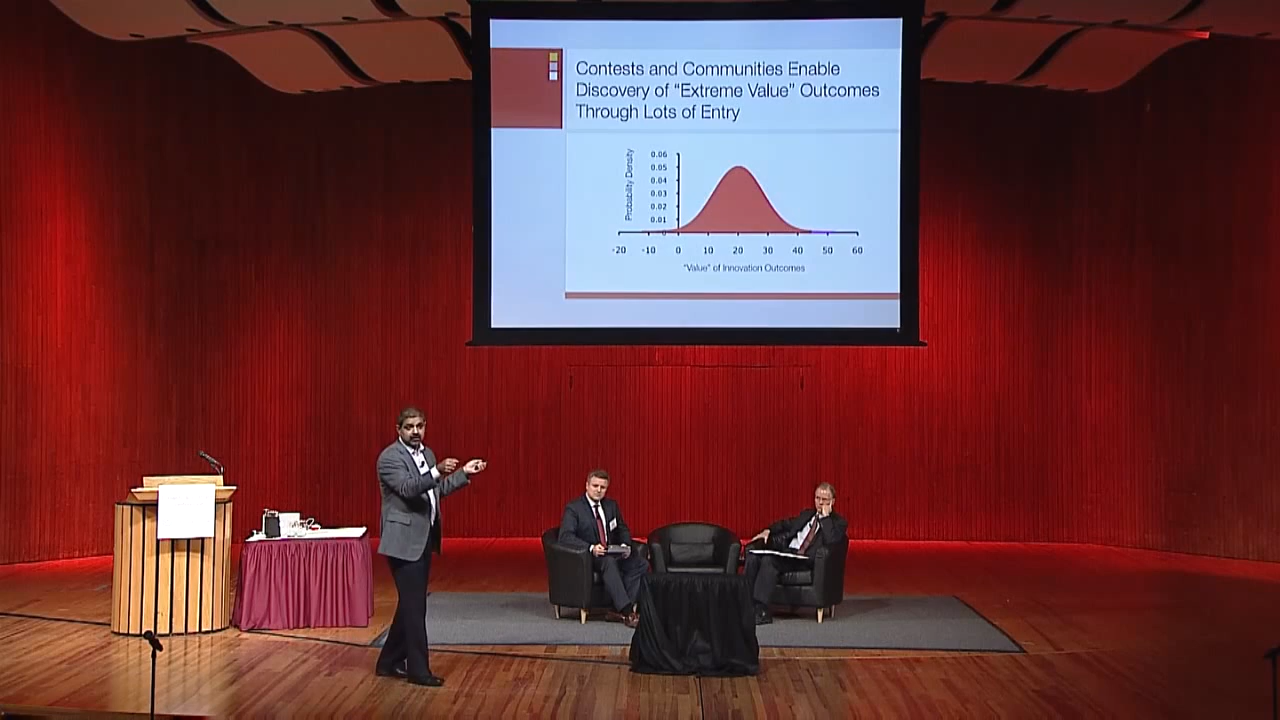 Contests and Communities Enable
Discovery of “Extreme Value” Outcomes
Through Lots of Entry
Probability Density
0.06
0.05
0.04
0.03
0.02
0.01
0
-20 -10 0 10 20 30 40 50 60
"Value" of Innovation Outcomes